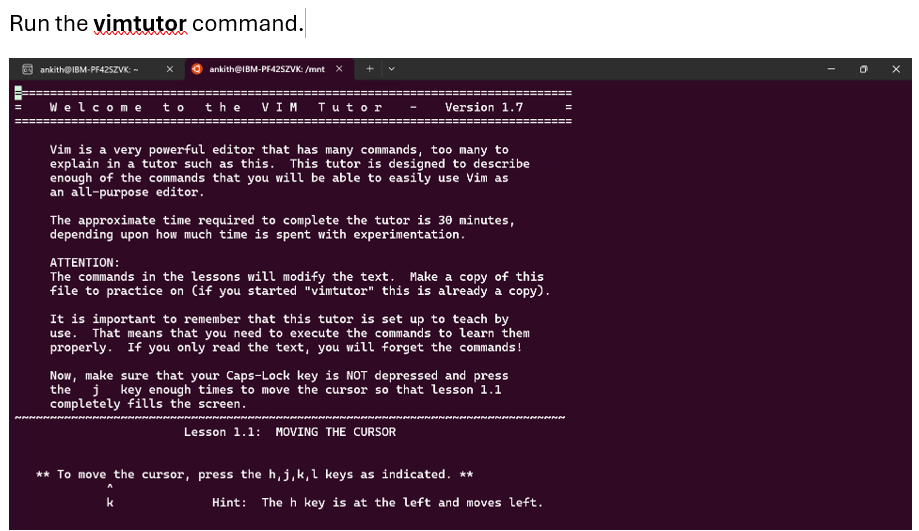 Run the vimtutor command.
ankith@IBM-PF42SZVK: ~ × ankith@IBM-PF42SZVK: /mnt × + ∨ − ×
===============================================================================
=    W e l c o m e   t o   t h e   V I M   T u t o r    -    Version 1.7      =
===============================================================================
Vim is a very powerful editor that has many commands, too many to
explain in a tutor such as this.  This tutor is designed to describe
enough of the commands that you will be able to easily use Vim as
an all-purpose editor.
The approximate time required to complete the tutor is 30 minutes,
depending upon how much time is spent with experimentation.
ATTENTION:
The commands in the lessons will modify the text.  Make a copy of this
file to practice on (if you started "vimtutor" this is already a copy).
It is important to remember that this tutor is set up to teach by
use.  That means that you need to execute the commands to learn them
properly.  If you only read the text, you will forget the commands!
Now, make sure that your Caps-Lock key is NOT depressed and press
the   j   key enough times to move the cursor so that lesson 1.1
completely fills the screen.
~~~~~~~~~~~~~~~~~~~~~~~~~~~~~~~~~~~~~~~~~~~~~~~~~~~~~~~~~~~~~~~~~~~~~~~~~~~~~~
Lesson 1.1:  MOVING THE CURSOR
** To move the cursor, press the h,j,k,l keys as indicated. **
^
k              Hint:  The h key is at the left and moves left.